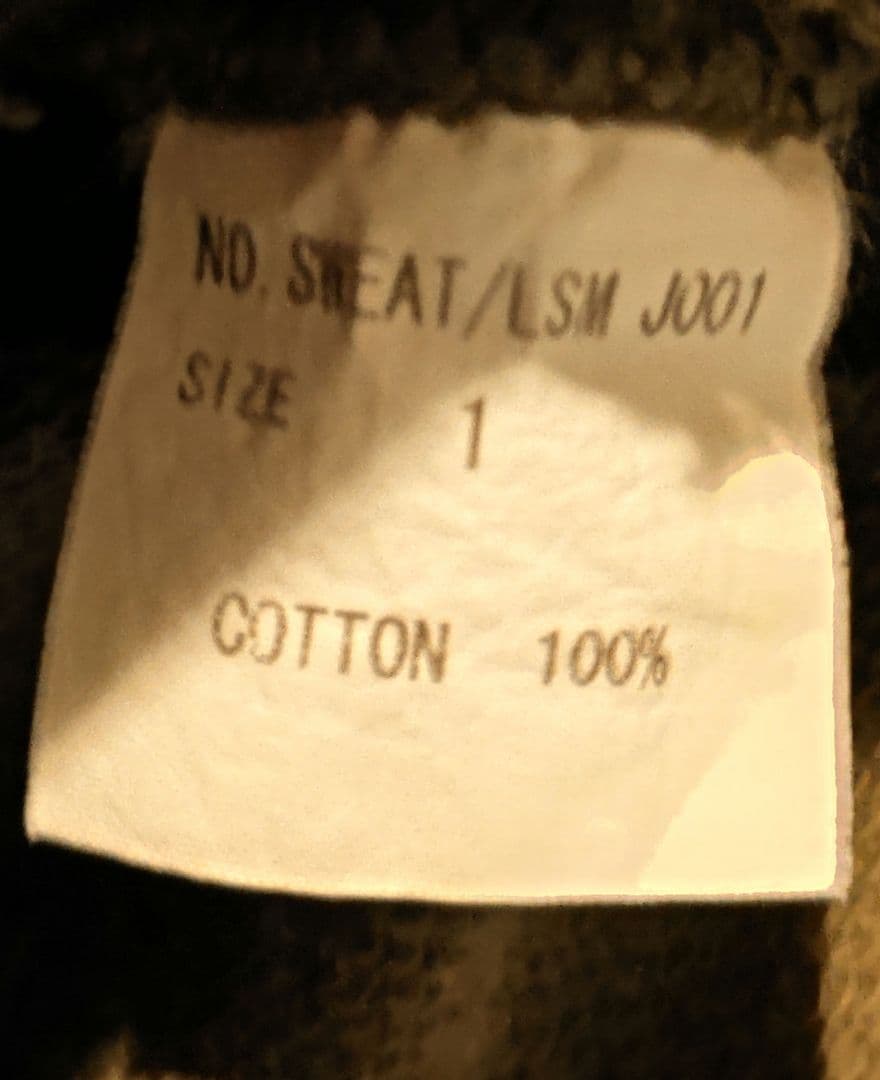 NO. SWEAT/LSM J001
SIZE 1
COTTON 100%